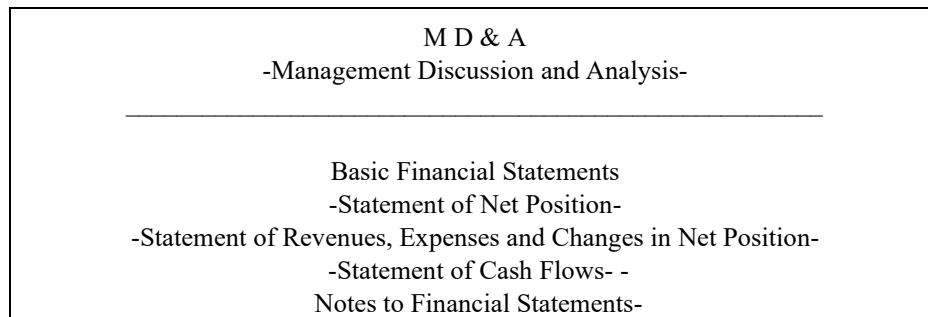 M D & A
-Management Discussion and Analysis-
Basic Financial Statements
-Statement of Net Position-
-Statement of Revenues, Expenses and Changes in Net Position-
-Statement of Cash Flows- -
Notes to Financial Statements-